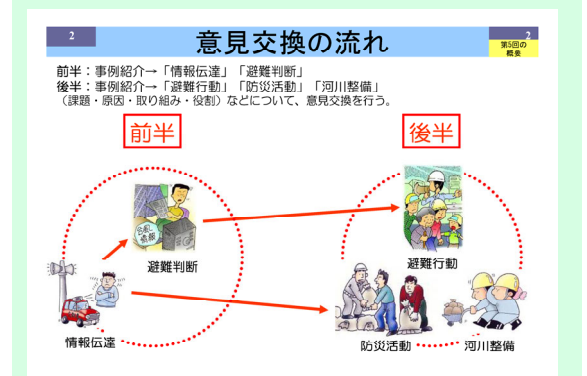 2
意見交換の流れ
2
第5回の
概要
前半：事例紹介→「情報伝達」「避難判断」
後半：事例紹介→「避難行動」「防災活動」「河川整備」
（課題・原因・取り組み・役割）などについて、意見交換を行う。
前半
後半
避難判断
避難行動
情報伝達
防災活動
河川整備